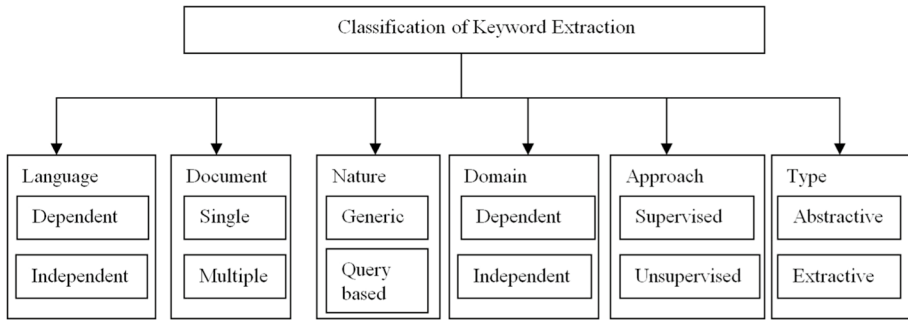 Classification of Keyword Extraction
Language
Dependent
Independent
Document
Single
Multiple
Nature
Generic
Query
based
Domain
Dependent
Independent
Approach
Supervised
Unsupervised
Type
Abstractive
Extractive